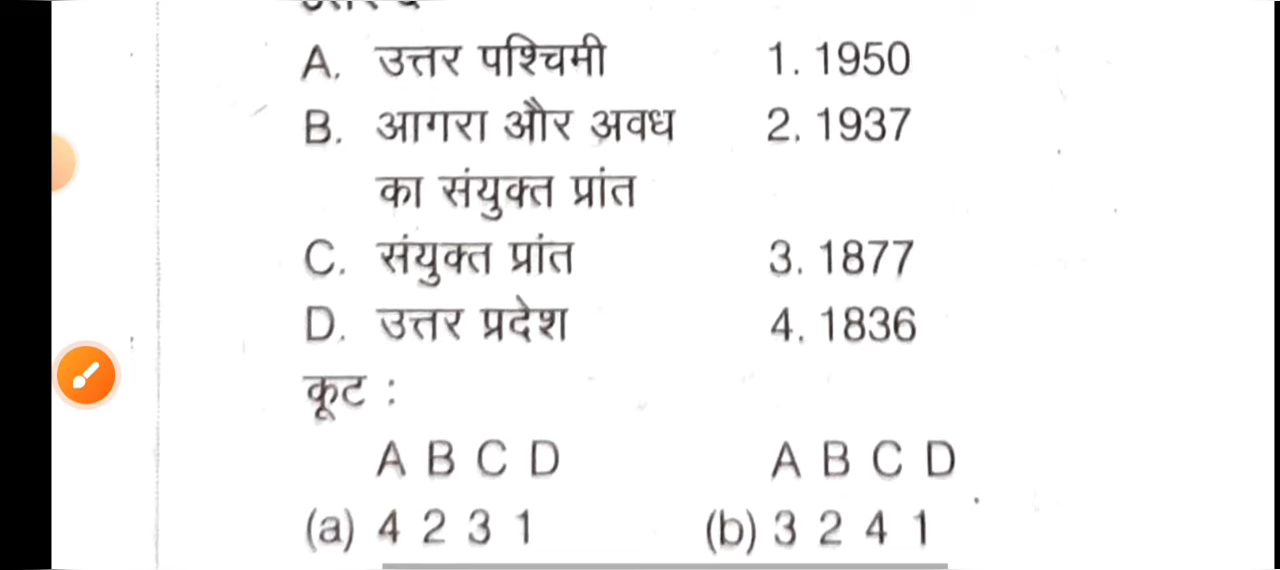 A. उत्तर पश्चिमी 1. 1950
B. आगरा और अवध 2. 1937
का संयुक्त प्रांत
C. संयुक्त प्रांत 3. 1877
D. उत्तर प्रदेश 4. 1836
कूट :
A B C D A B C D
(a) 4 2 3 1 (b) 3 2 4 1